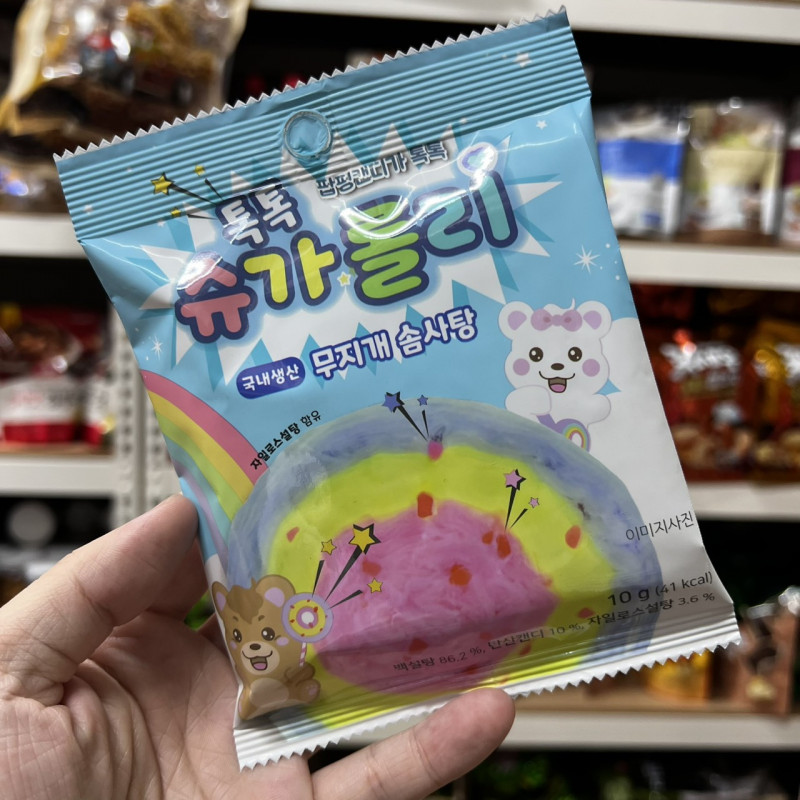 팝핑캔디가 톡톡
톡톡
슈가롤리
국내생산 무지개 솜사탕
자일로스설탕 함유
이미지사진
10 g (41 kcal)
백설탕 86.2 %, 탄산캔디 10 %, 자일로스설탕 3.6 %